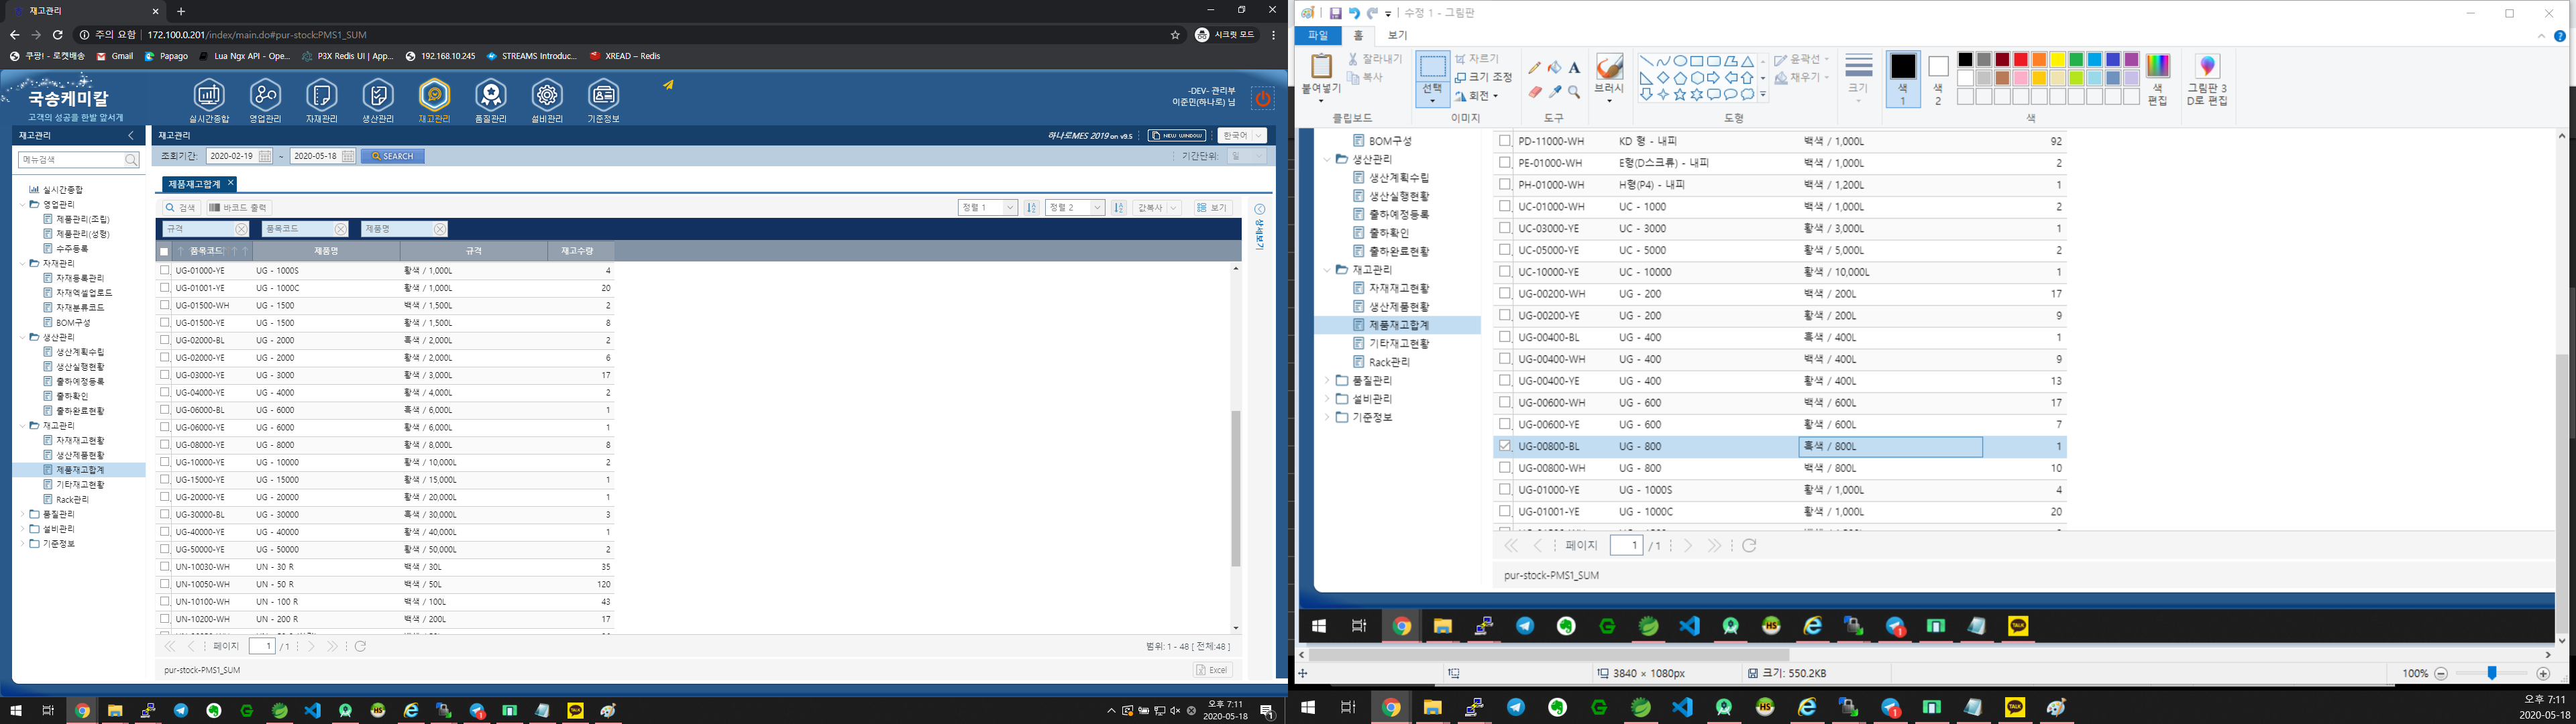 재고관리
주의 요함 172.100.0.201/index/main.do#pur-stock:PMS1_SUM
시크릿 모드
쿠팡! - 로켓배송 Gmail Papago Lua Ngx API - Ope... P3X Redis UI | App... 192.168.10.245 STREAMS Introduc... XREAD – Redis
국송케미칼
고객의 성공을 한발 앞서게
실시간종합 영업관리 자재관리 생산관리 재고관리 품질관리 설비관리 기준정보
-DEV- 관리부
이준민(하나로) 님
재고관리
재고관리
하나로MES 2019 on v9.5 NEW WINDOW 한국어
메뉴검색
조회기간: 2020-02-19 ~ 2020-05-18 SEARCH
기간단위: 일
실시간종합
영업관리
제품관리(조립)
제품관리(성형)
수주등록
자재관리
자재등록관리
자재엑셀업로드
자재분류코드
BOM구성
생산관리
생산계획수립
생산실행현황
출하예정등록
출하확인
출하완료현황
재고관리
자재재고현황
생산제품현황
제품재고합계
기타재고현황
Rack관리
품질관리
설비관리
기준정보
제품재고합계
검색 바코드 출력
정렬 1 정렬 2 간복사 보기
상세보기
규격 품목코드 제품명
품목코드 제품명 규격 재고수량
UG-01000-YE UG - 1000S 황색 / 1,000L 4
UG-01001-YE UG - 1000C 황색 / 1,000L 20
UG-01500-WH UG - 1500 백색 / 1,500L 2
UG-01500-YE UG - 1500 황색 / 1,500L 8
UG-02000-BL UG - 2000 흑색 / 2,000L 2
UG-02000-YE UG - 2000 황색 / 2,000L 6
UG-03000-YE UG - 3000 황색 / 3,000L 17
UG-04000-YE UG - 4000 황색 / 4,000L 2
UG-06000-BL UG - 6000 흑색 / 6,000L 1
UG-06000-YE UG - 6000 황색 / 6,000L 1
UG-08000-YE UG - 8000 황색 / 8,000L 8
UG-10000-YE UG - 10000 황색 / 10,000L 2
UG-15000-YE UG - 15000 황색 / 15,000L 1
UG-20000-YE UG - 20000 황색 / 20,000L 1
UG-30000-BL UG - 30000 흑색 / 30,000L 3
UG-40000-YE UG - 40000 황색 / 40,000L 1
UG-50000-YE UG - 50000 황색 / 50,000L 2
UN-10030-WH UN - 30 R 백색 / 30L 35
UN-10050-WH UN - 50 R 백색 / 50L 120
UN-10100-WH UN - 100 R 백색 / 100L 43
UN-10200-WH UN - 200 R 백색 / 200L 17
페이지 1 / 1
범위: 1 - 48 [ 전체:48 ]
pur-stock-PMS1_SUM
Excel
오후 7:11
2020-05-18
수정 1 - 그림판
파일 홈 보기
붙여넣기 잘라내기 복사
클립보드
선택 자르기 크기 조정 회전
이미지
도구
브러시
도형
윤곽선
채우기
크기
색 1 색 2
색 편집
색
그림판 3D로 편집
BOM구성
생산관리
생산계획수립
생산실행현황
출하예정등록
출하확인
출하완료현황
재고관리
자재재고현황
생산제품현황
제품재고합계
기타재고현황
Rack관리
품질관리
설비관리
기준정보
PD-11000-WH KD 형 - 내피 백색 / 1,000L 92
PE-01000-WH E형(D스크류) - 내피 백색 / 1,000L 2
PH-01000-WH H형(P4) - 내피 백색 / 1,200L 1
UC-01000-WH UC - 1000 백색 / 1,000L 2
UC-03000-YE UC - 3000 황색 / 3,000L 1
UC-05000-YE UC - 5000 황색 / 5,000L 2
UC-10000-YE UC - 10000 황색 / 10,000L 1
UG-00200-WH UG - 200 백색 / 200L 17
UG-00200-YE UG - 200 황색 / 200L 9
UG-00400-BL UG - 400 흑색 / 400L 1
UG-00400-WH UG - 400 백색 / 400L 9
UG-00400-YE UG - 400 황색 / 400L 13
UG-00600-WH UG - 600 백색 / 600L 17
UG-00600-YE UG - 600 황색 / 600L 7
UG-00800-BL UG - 800 흑색 / 800L 1
UG-00800-WH UG - 800 백색 / 800L 10
UG-01000-YE UG - 1000S 황색 / 1,000L 4
UG-01001-YE UG - 1000C 황색 / 1,000L 20
페이지 1 / 1
pur-stock-PMS1_SUM
3840 × 1080px
크기: 550.2KB
100%
오후 7:11
2020-05-18